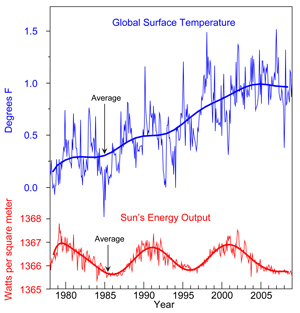 Global Surface Temperature
Degrees F
1.5
1.0
0.5
0.0
Average
Sun's Energy Output
Watts per square meter
1368
1367
1366
1365
Average
1980 1985 1990 1995 2000 2005
Year